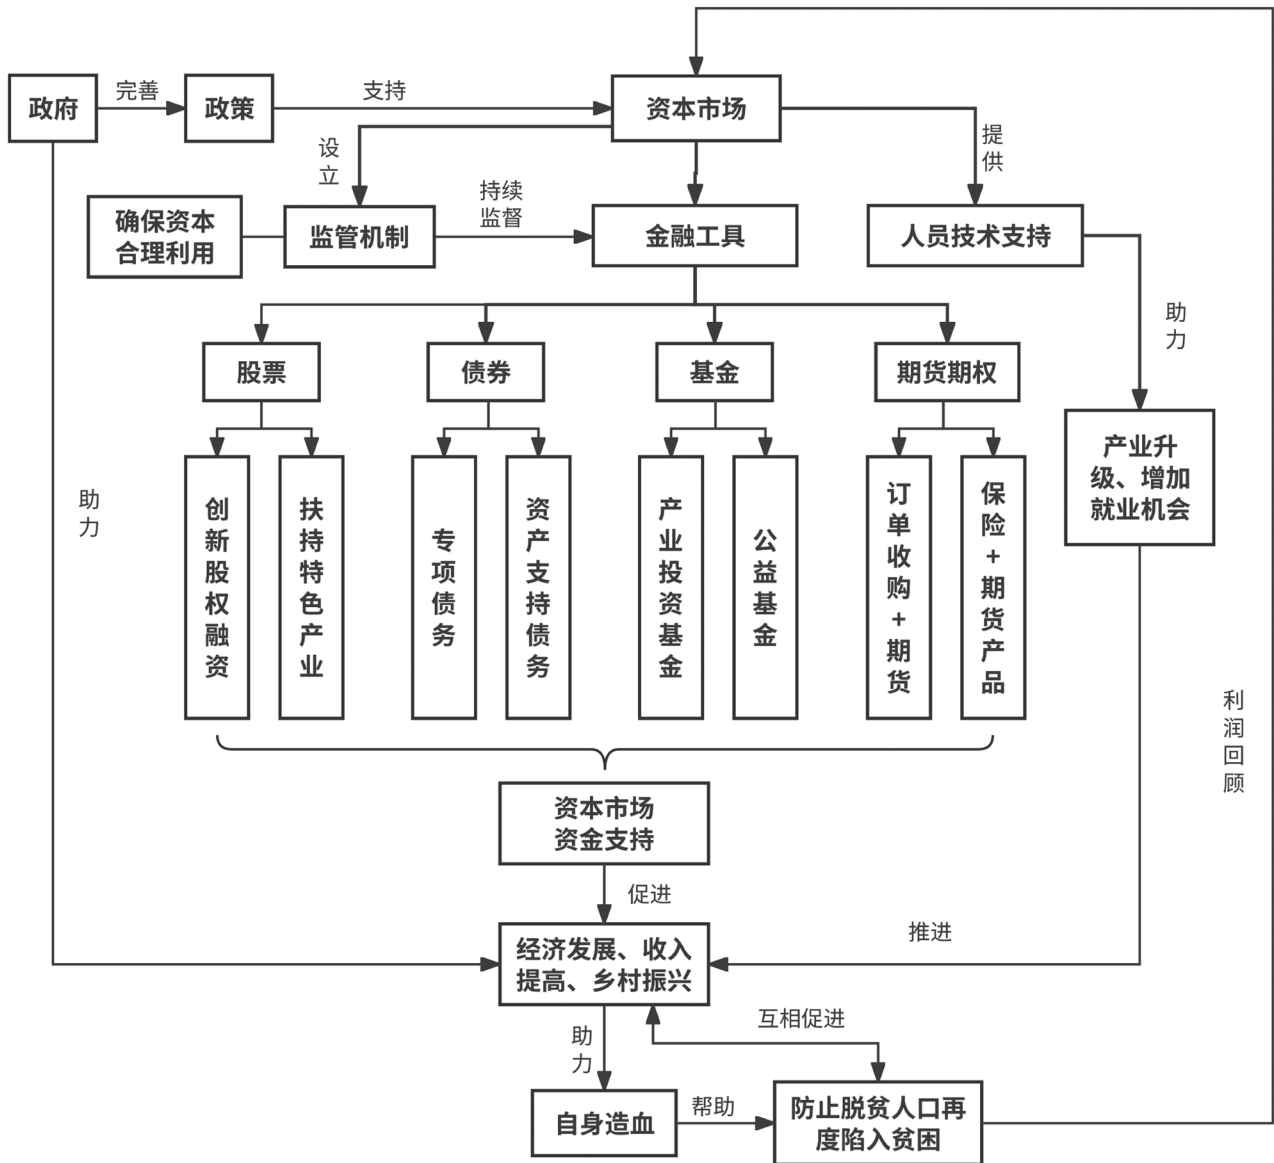 政府
完善
政策
支持
资本市场
设
立
提
供
确保资本
合理利用
监管机制
持续
监督
金融工具
人员技术支持
助
力
股票
债券
基金
期货期权
产业升
级、增加
就业机会
助
力
创
新
股
权
融
资
扶
持
特
色
产
业
专
项
债
务
资
产
支
持
债
务
产
业
投
资
基
金
公
益
基
金
订
单
收
购
+
期
货
保
险
+
期
货
产
品
利
润
回
顾
资本市场
资金支持
促进
推进
经济发展、收入
提高、乡村振兴
助
力
互相促进
自身造血
帮助
防止脱贫人口再
度陷入贫困